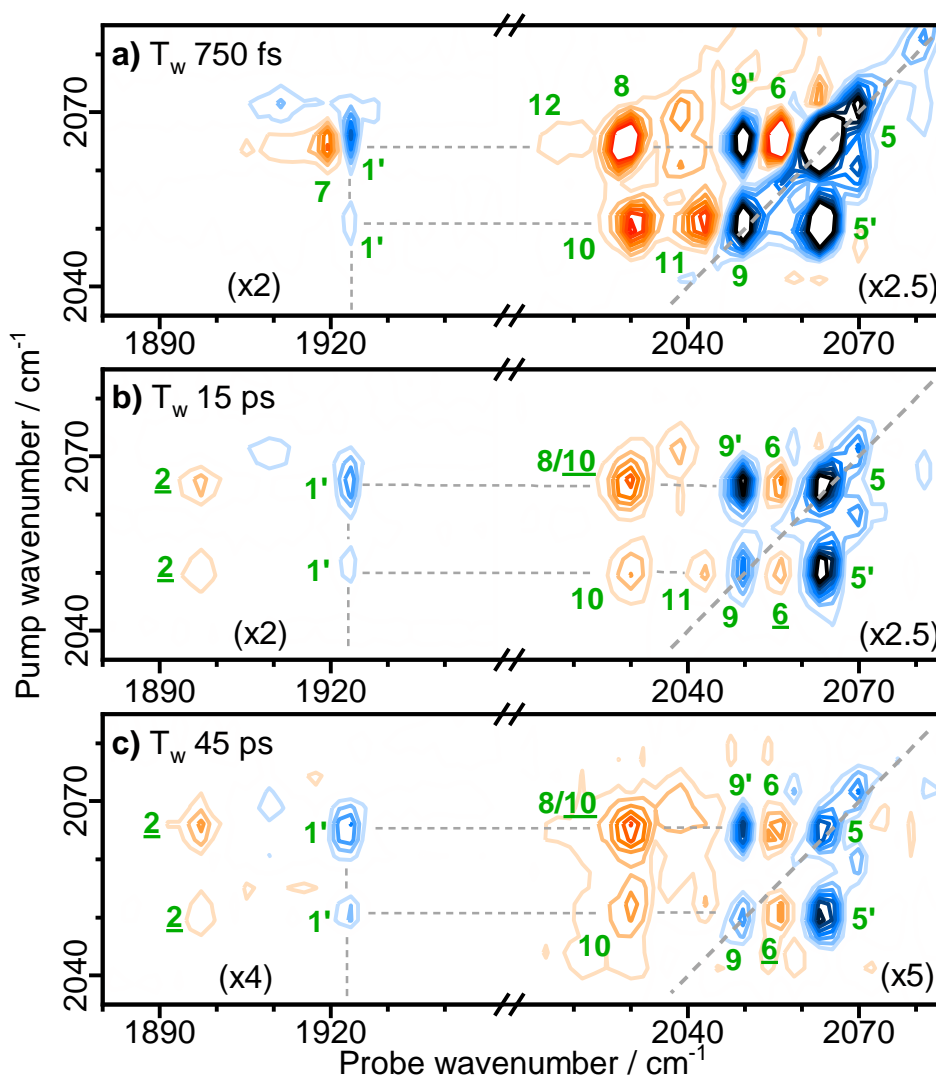 a) Tw 750 fs
12 8 9' 6
5
7 1'
1' 10 11 9 5'
(x2) (x2.5)
2070
2040
1890 1920 2040 2070
b) Tw 15 ps
2 1' 8/10 9' 6 5
2 1' 10 11 9 6 5'
(x2) (x2.5)
2070
2040
1890 1920 2040 2070
c) Tw 45 ps
2 1' 8/10 9' 6 5
2 1' 10 9 6 5'
(x4) (x5)
2070
2040
1890 1920 2040 2070
Pump wavenumber / cm-1
Probe wavenumber / cm-1